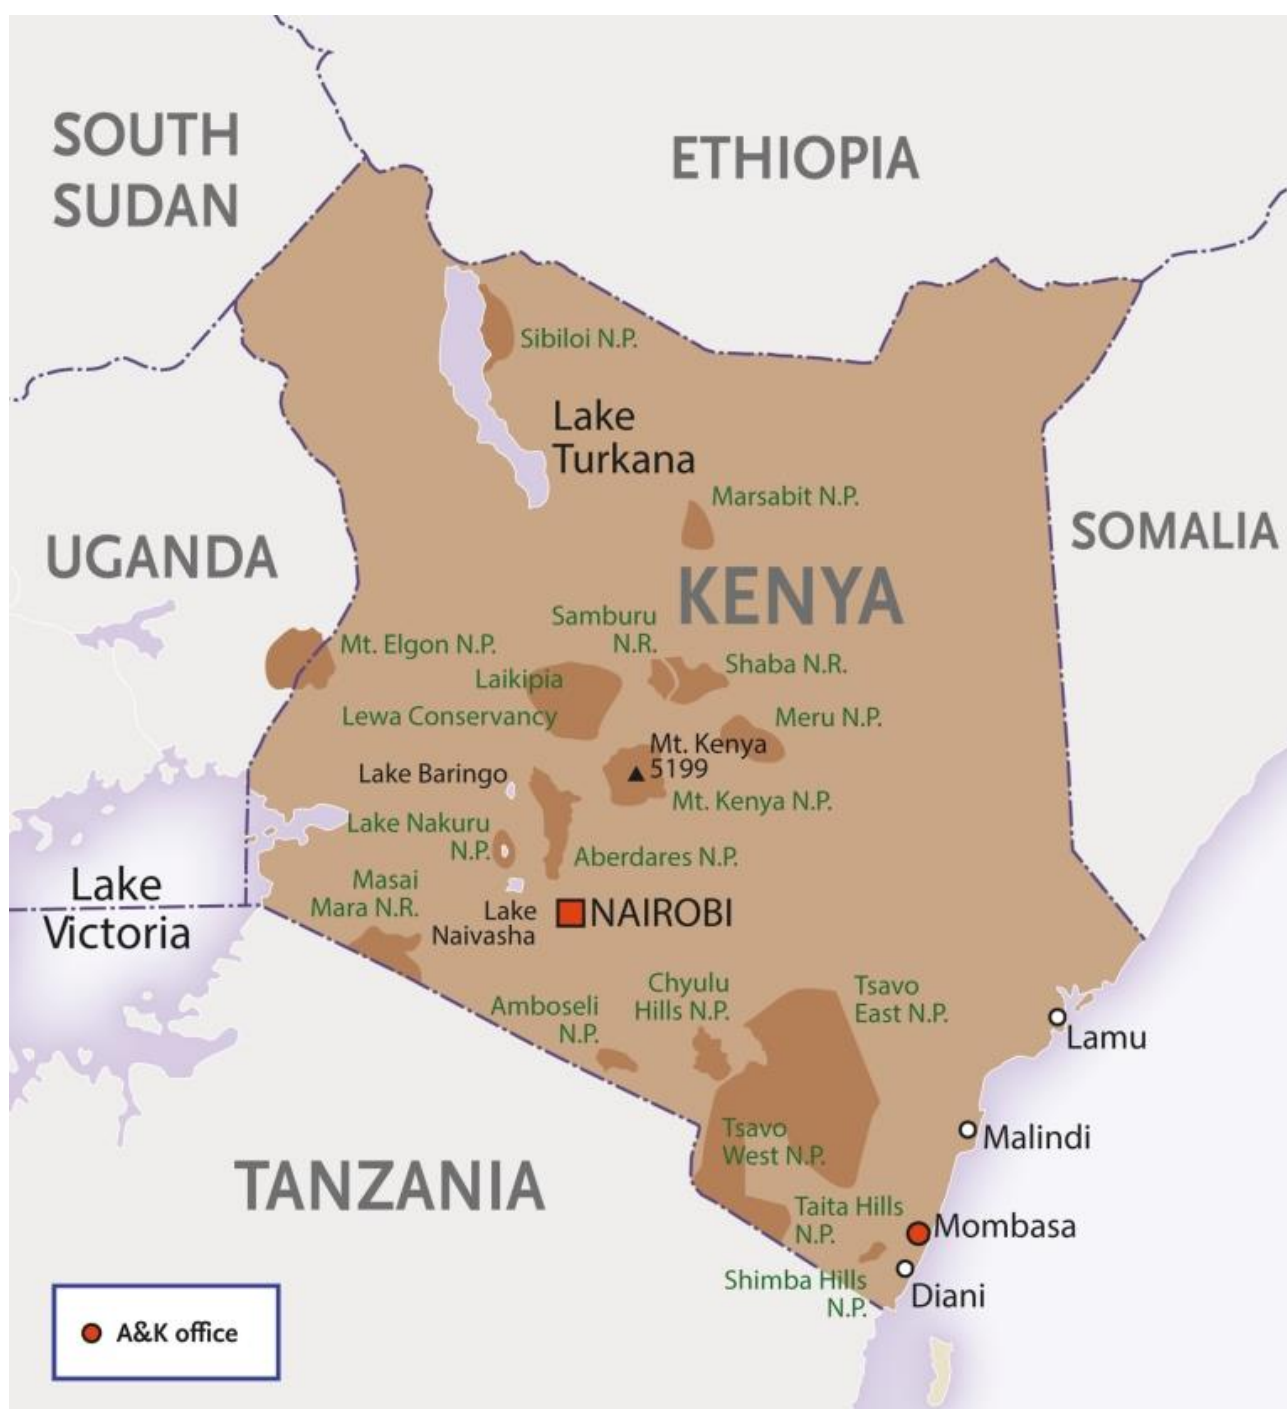 SOUTH
SUDAN
ETHIOPIA
Sibiloi N.P.
Lake
Turkana
Marsabit N.P.
SOMALIA
UGANDA
KENYA
Samburu
N.R.
Mt. Elgon N.P.
Shaba N.R.
Laikipia
Lewa Conservancy
Meru N.P.
Mt. Kenya
5199
Lake Baringo
Mt. Kenya N.P.
Lake Nakuru
N.P.
Aberdares N.P.
Lake
Victoria
Masai
Mara N.R.
Lake
Naivasha
NAIROBI
Chyulu
Hills N.P.
Tsavo
East N.P.
Amboseli
N.P.
Lamu
Tsavo
West N.P.
Malindi
TANZANIA
Taita Hills
N.P.
Mombasa
Shimba Hills
N.P.
Diani
A&K office